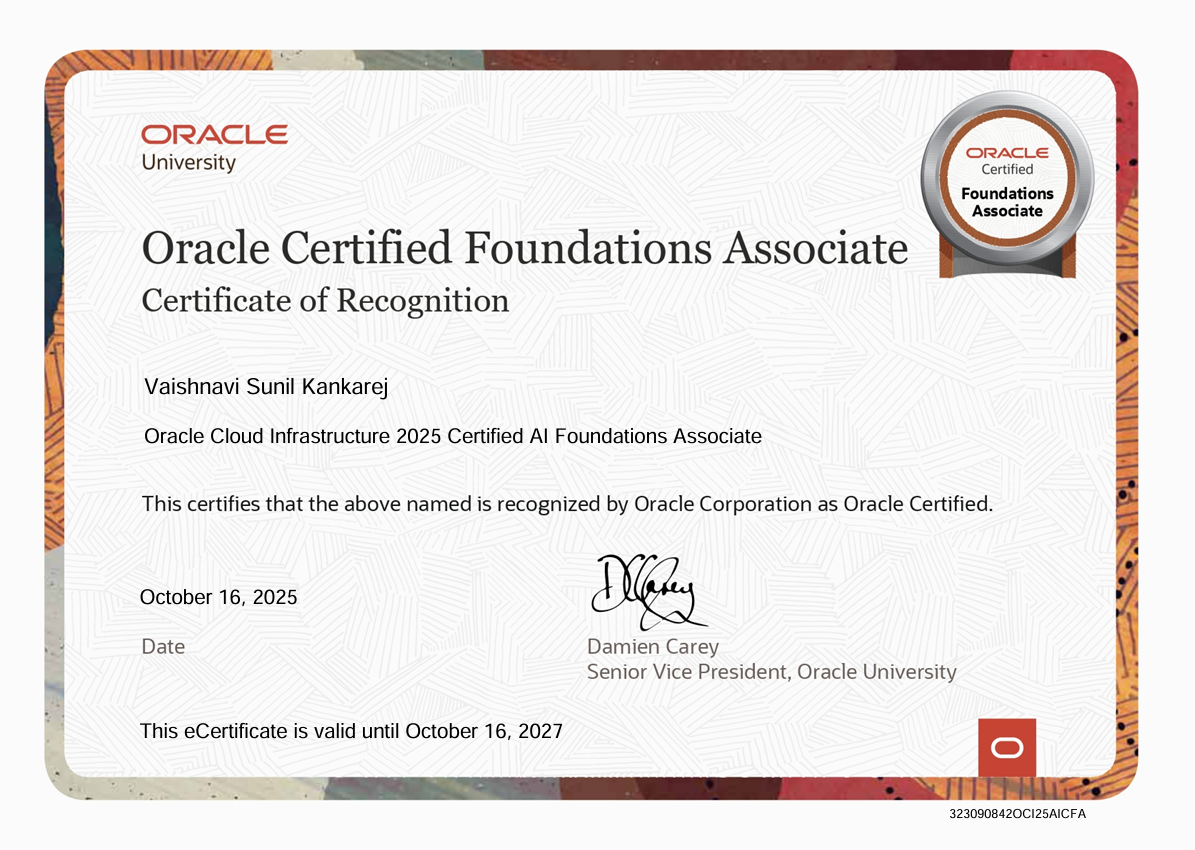 ORACLE
University
ORACLE
Certified
Foundations
Associate
Oracle Certified Foundations Associate
Certificate of Recognition
Vaishnavi Sunil Kankarej
Oracle Cloud Infrastructure 2025 Certified AI Foundations Associate
This certifies that the above named is recognized by Oracle Corporation as Oracle Certified.
DCarey
October 16, 2025
Date
Damien Carey
Senior Vice President, Oracle University
This eCertificate is valid until October 16, 2027
323090842OCI25AICFA